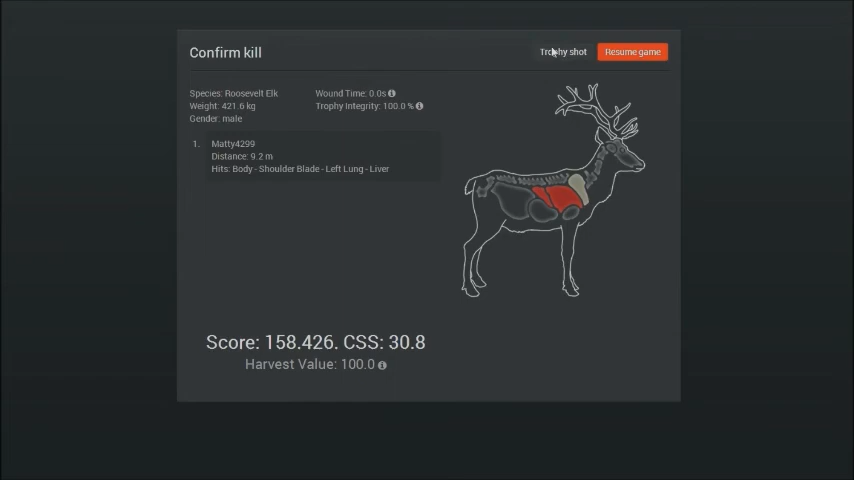 Confirm kill
Trophy shot
Resume game
Species: Roosevelt Elk
Wound Time: 0.0s
Weight: 421.6 kg
Trophy Integrity: 100.0 %
Gender: male
1. Matty4299
Distance: 9.2 m
Hits: Body - Shoulder Blade - Left Lung - Liver
Score: 158.426. CSS: 30.8
Harvest Value: 100.0